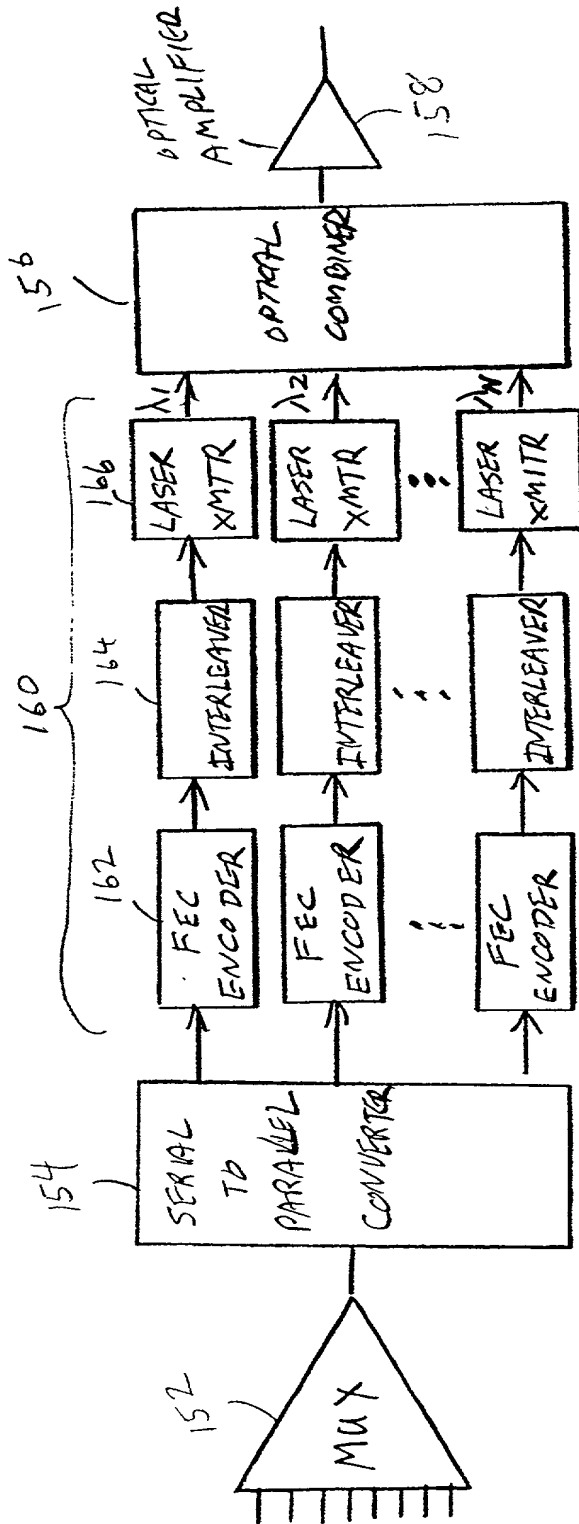 152
MUX
154
SERIAL
TO
PARALLEL
CONVERTER
160
162
FEC
ENCODER
164
INTERLEAVER
166
LASER
XMTR
λ1
FEC
ENCODER
INTERLEAVER
LASER
XMTR
λ2
FEC
ENCODER
INTERLEAVER
LASER
XMITR
λN
156
OPTICAL
COMBINER
OPTICAL
AMPLIFIER
158